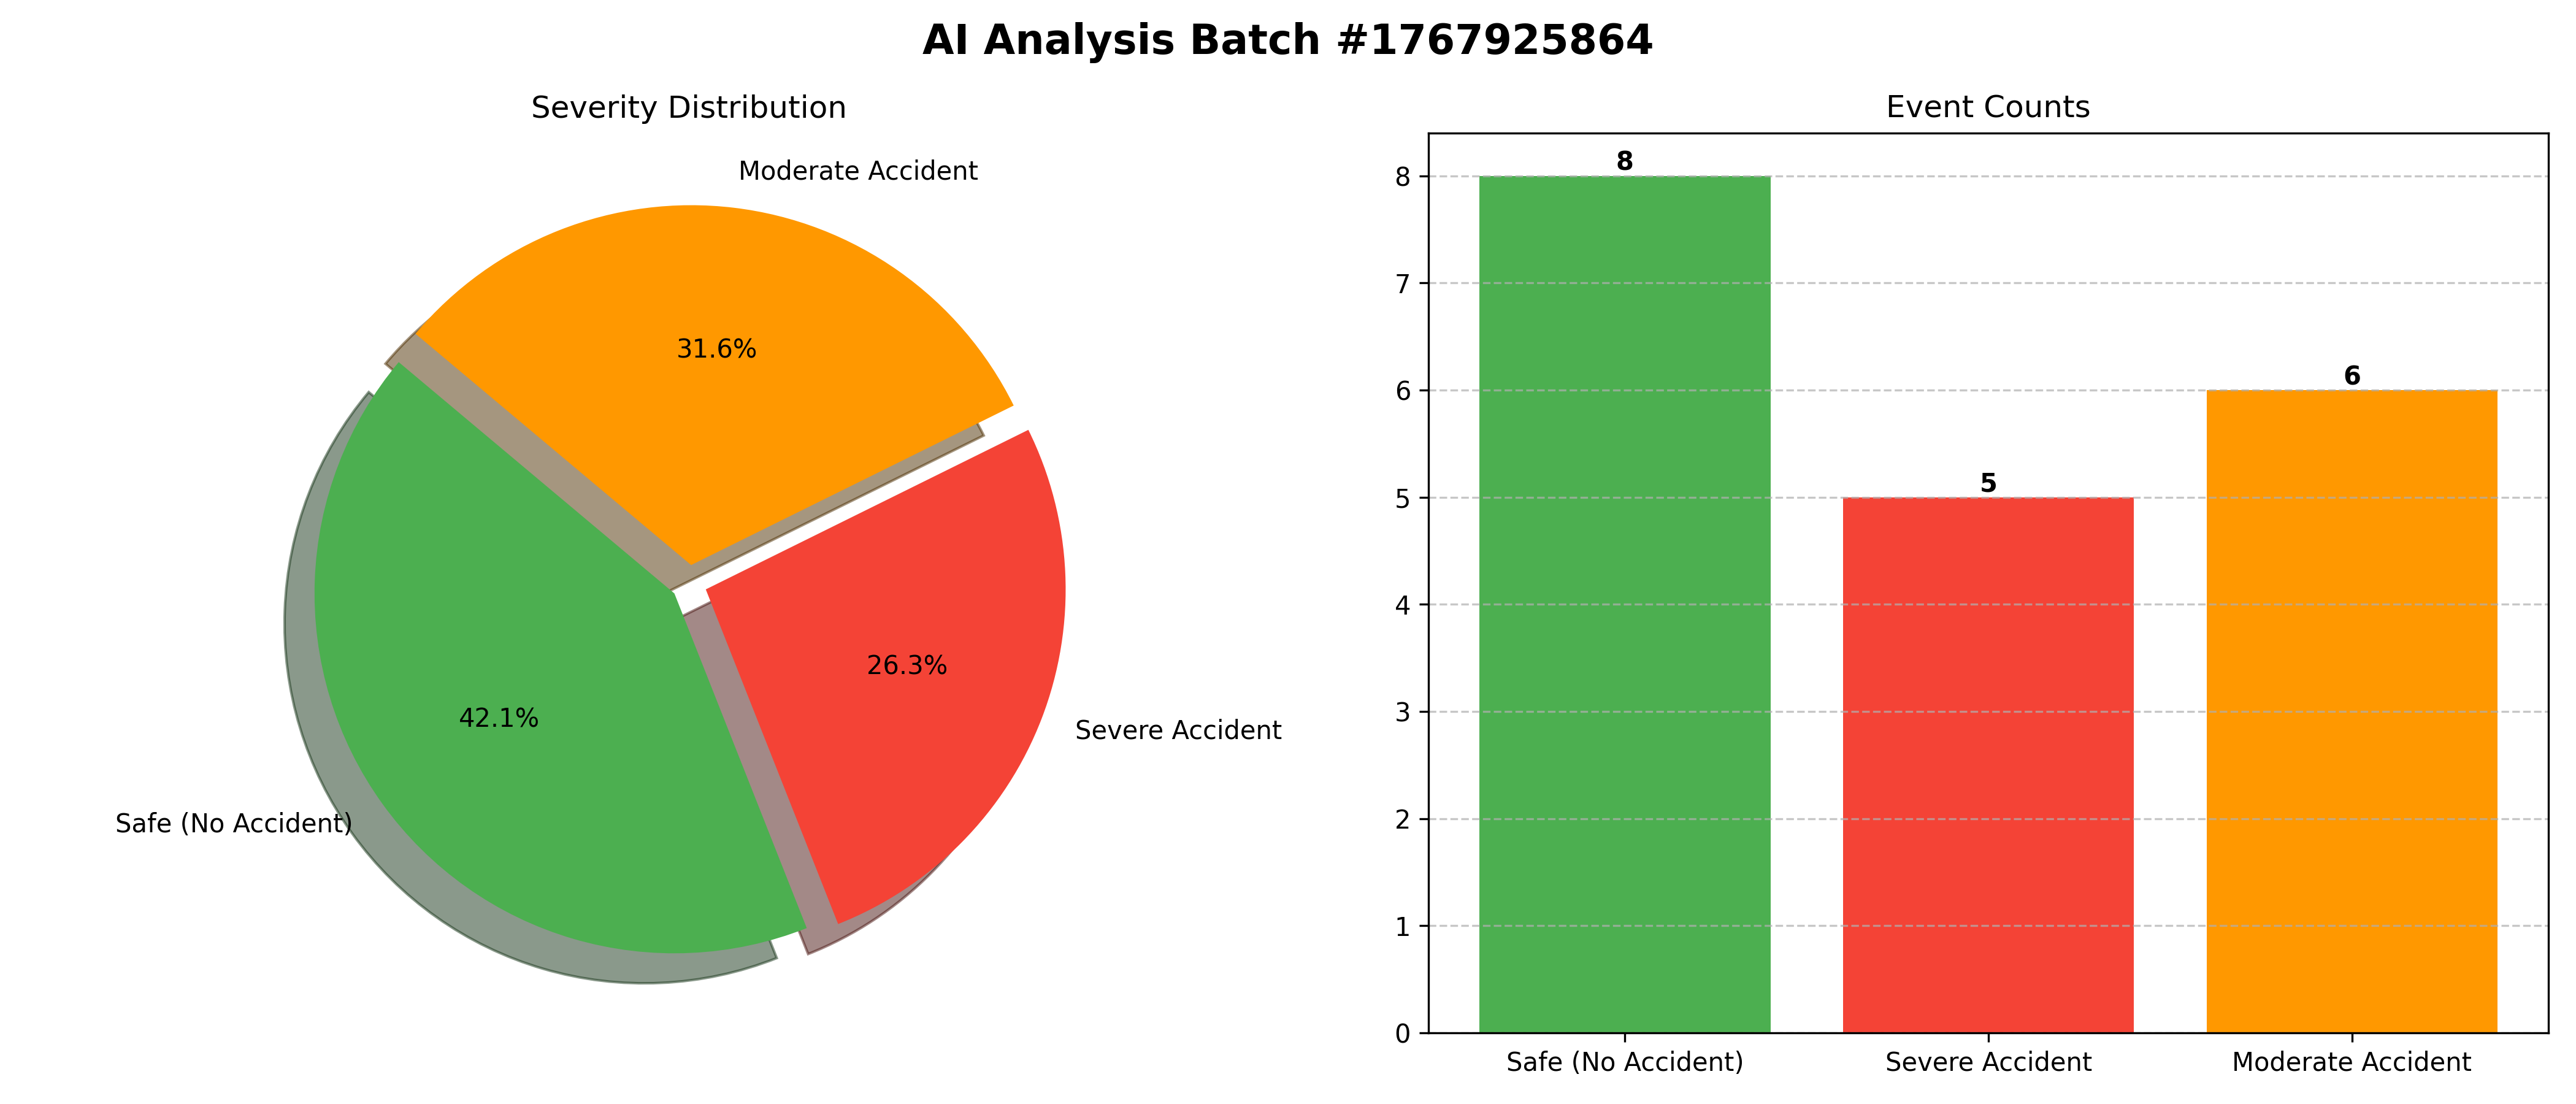 AI Analysis Batch #1767925864
Severity Distribution
Moderate Accident
31.6%
26.3%
42.1%
Severe Accident
Safe (No Accident)
Event Counts
8
7
6
5
4
3
2
1
0
8
5
6
Safe (No Accident)
Severe Accident
Moderate Accident